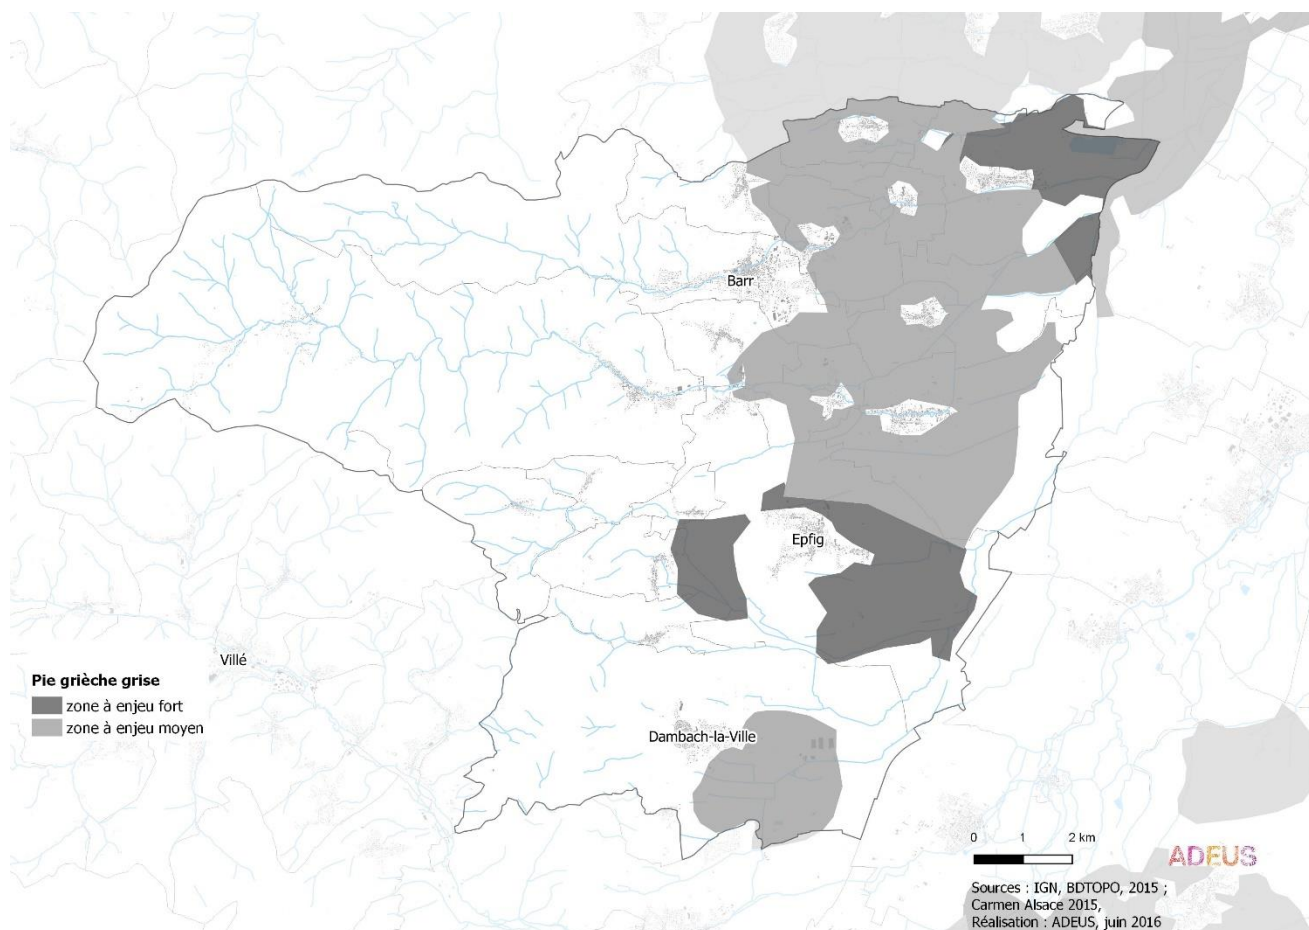 Barr
Epfig
Villé
Pie grièche grise
zone à enjeu fort
zone à enjeu moyen
Dambach-la-Ville
0 1 2 km
ADEUS
Sources : IGN, BDTOPO, 2015 ;
Carmen Alsace 2015,
Réalisation : ADEUS, juin 2016